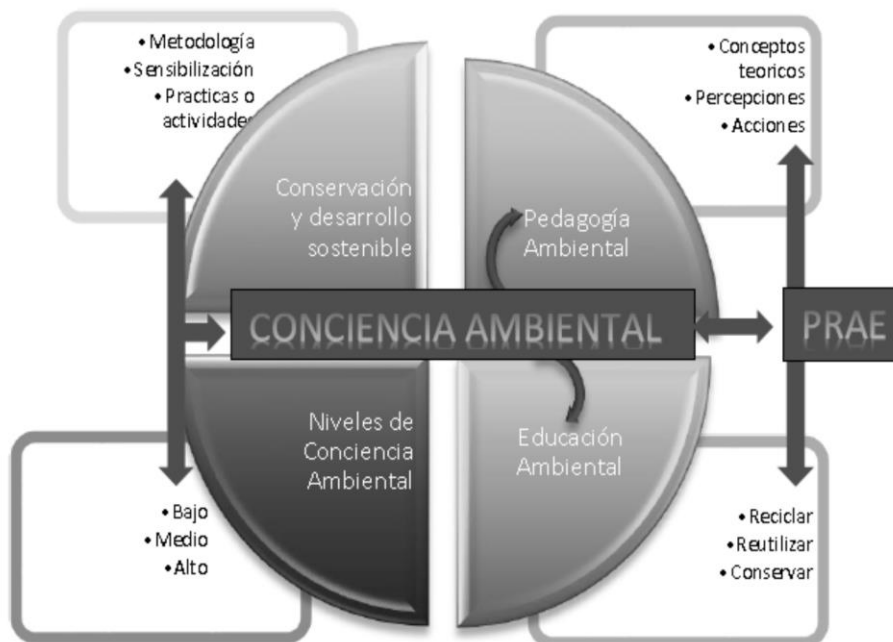 • Metodología
• Sensibilización
• Practicas o
actividades
• Conceptos
teoricos
• Percepciones
• Acciones
Conservación
y desarrollo
sostenible
Pedagogía
Ambiental
CONCIENCIA AMBIENTAL
PRAE
Niveles de
Conciencia
Ambiental
Educación
Ambiental
• Bajo
• Medio
• Alto
• Reciclar
• Reutilizar
• Conservar